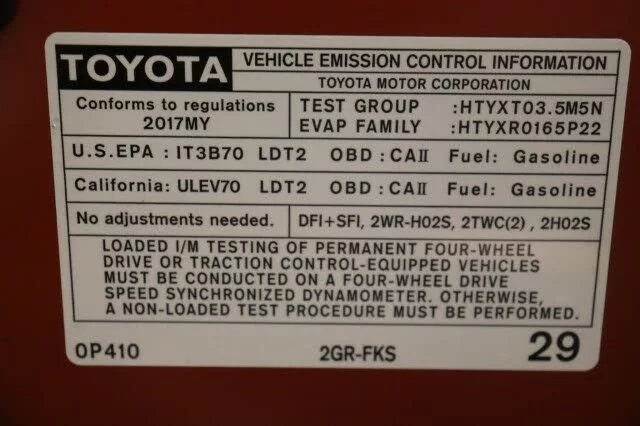 TOYOTA VEHICLE EMISSION CONTROL INFORMATION
TOYOTA MOTOR CORPORATION
Conforms to regulations
2017MY
TEST GROUP :HTYXT03.5M5N
EVAP FAMILY :HTYXR0165P22
U.S.EPA : IT3B70 LDT2 OBD : CAII Fuel: Gasoline
California: ULEV70 LDT2 OBD : CAII Fuel: Gasoline
No adjustments needed. DFI+SFI, 2WR-HO2S, 2TWC(2) , 2HO2S
LOADED I/M TESTING OF PERMANENT FOUR-WHEEL
DRIVE OR TRACTION CONTROL-EQUIPPED VEHICLES
MUST BE CONDUCTED ON A FOUR-WHEEL DRIVE
SPEED SYNCHRONIZED DYNAMOMETER. OTHERWISE,
A NON-LOADED TEST PROCEDURE MUST BE PERFORMED.
0P410 2GR-FKS 29